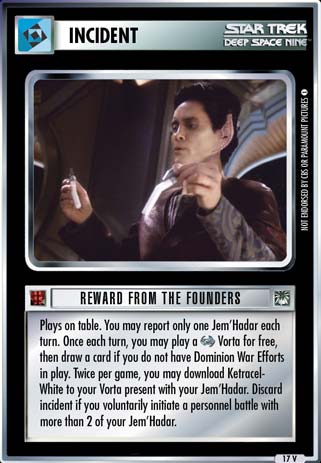 INCIDENT
STAR TREK
DEEP SPACE NINE™
NOT ENDORSED BY CBS OR PARAMOUNT PICTURES
REWARD FROM THE FOUNDERS
Plays on table. You may report only one Jem'Hadar each
turn. Once each turn, you may play a Vorta for free,
then draw a card if you do not have Dominion War Efforts
in play. Twice per game, you may download Ketracel-
White to your Vorta present with your Jem'Hadar. Discard
incident if you voluntarily initiate a personnel battle with
more than 2 of your Jem'Hadar.
17 V